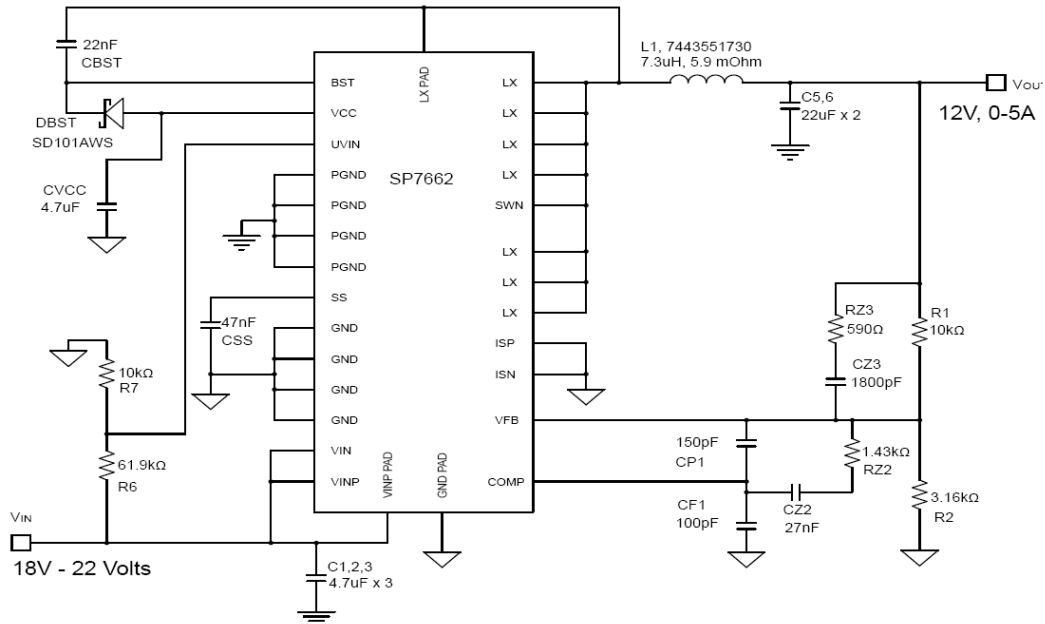 22nF
CBST
DBST
SD101AWS
CVCC
4.7uF
BST
VCC
UVIN
PGND
PGND
PGND
PGND
SS
GND
GND
GND
GND
VIN
VINP
LX PAD
SP7662
VINP PAD
GND PAD
LX
LX
LX
LX
SWN
LX
LX
LX
ISP
ISN
VFB
COMP
L1, 7443551730
7.3uH, 5.9 mOhm
C5,6
22uF x 2
VOUT
12V, 0-5A
47nF
CSS
10kΩ
R7
61.9kΩ
R6
VIN
18V - 22 Volts
C1,2,3
4.7uF x 3
RZ3
590Ω
CZ3
1800pF
R1
10kΩ
150pF
CP1
1.43kΩ
RZ2
CF1
100pF
CZ2
27nF
3.16kΩ
R2